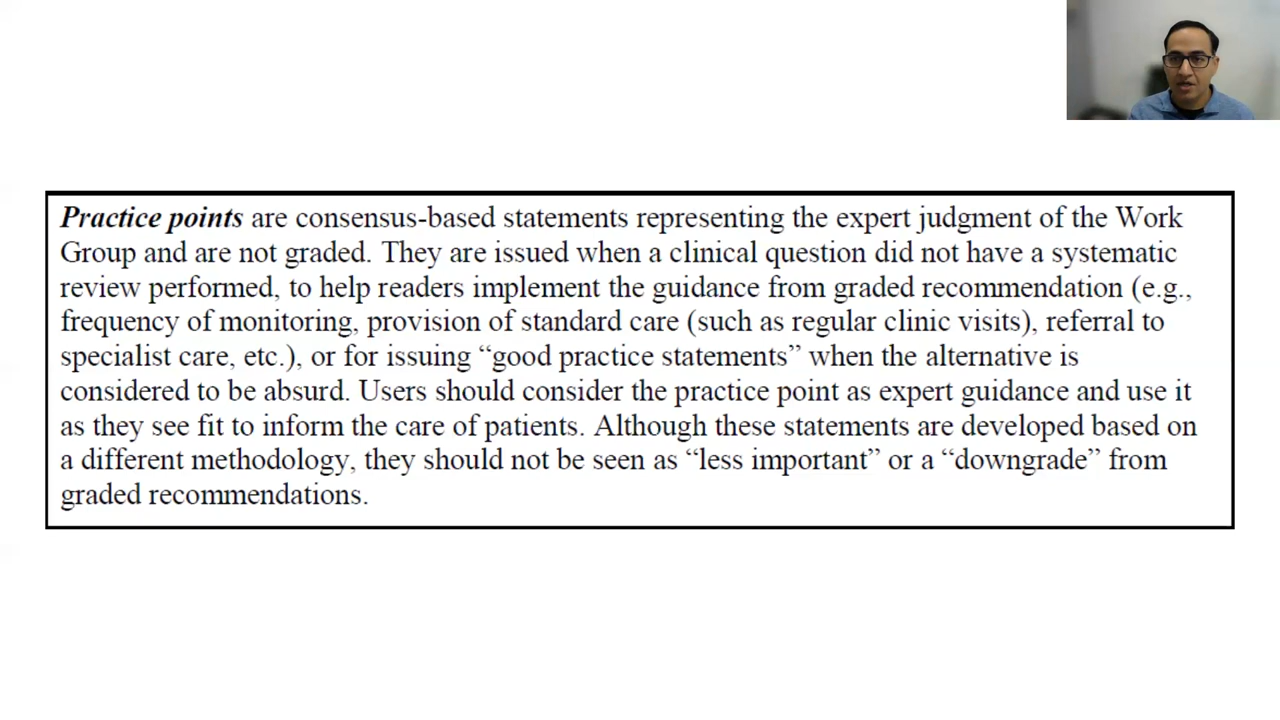 Practice points are consensus-based statements representing the expert judgment of the Work
Group and are not graded. They are issued when a clinical question did not have a systematic
review performed, to help readers implement the guidance from graded recommendation (e.g.,
frequency of monitoring, provision of standard care (such as regular clinic visits), referral to
specialist care, etc.), or for issuing “good practice statements” when the alternative is
considered to be absurd. Users should consider the practice point as expert guidance and use it
as they see fit to inform the care of patients. Although these statements are developed based on
a different methodology, they should not be seen as “less important” or a “downgrade” from
graded recommendations.